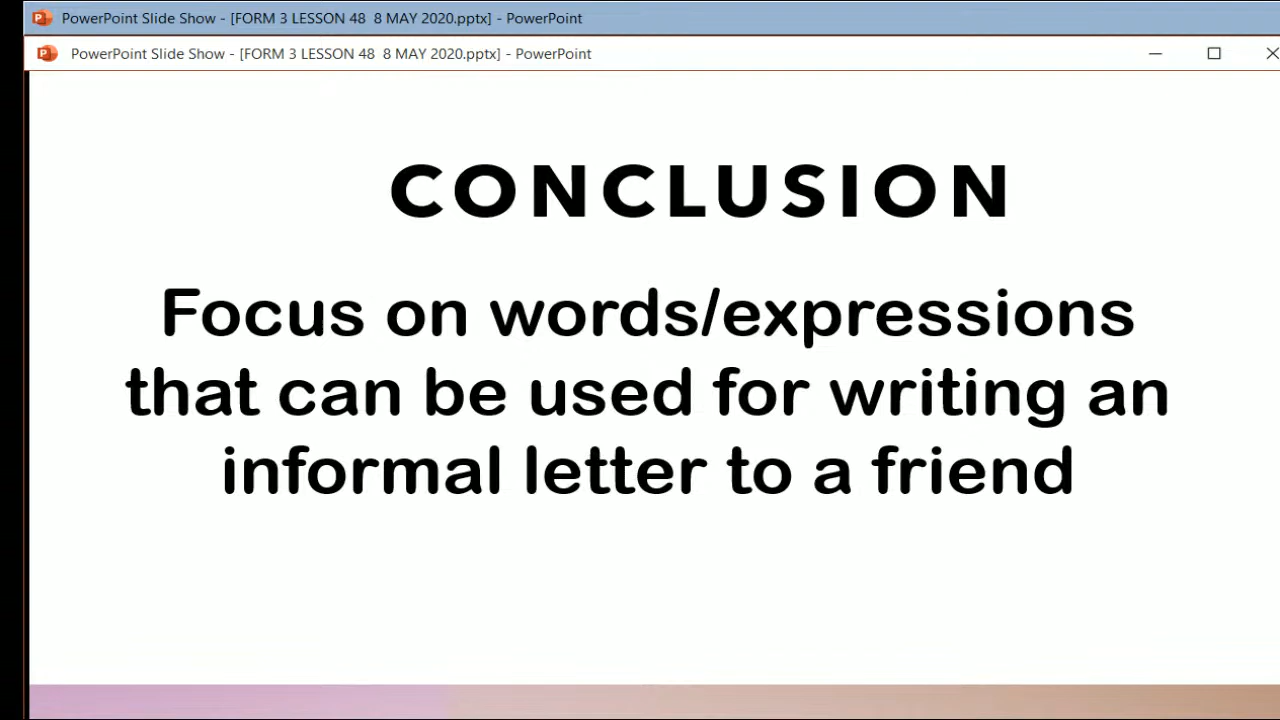 PowerPoint Slide Show - [FORM 3 LESSON 48 8 MAY 2020.pptx] - PowerPoint
PowerPoint Slide Show - [FORM 3 LESSON 48 8 MAY 2020.pptx] - PowerPoint
CONCLUSION
Focus on words/expressions
that can be used for writing an
informal letter to a friend